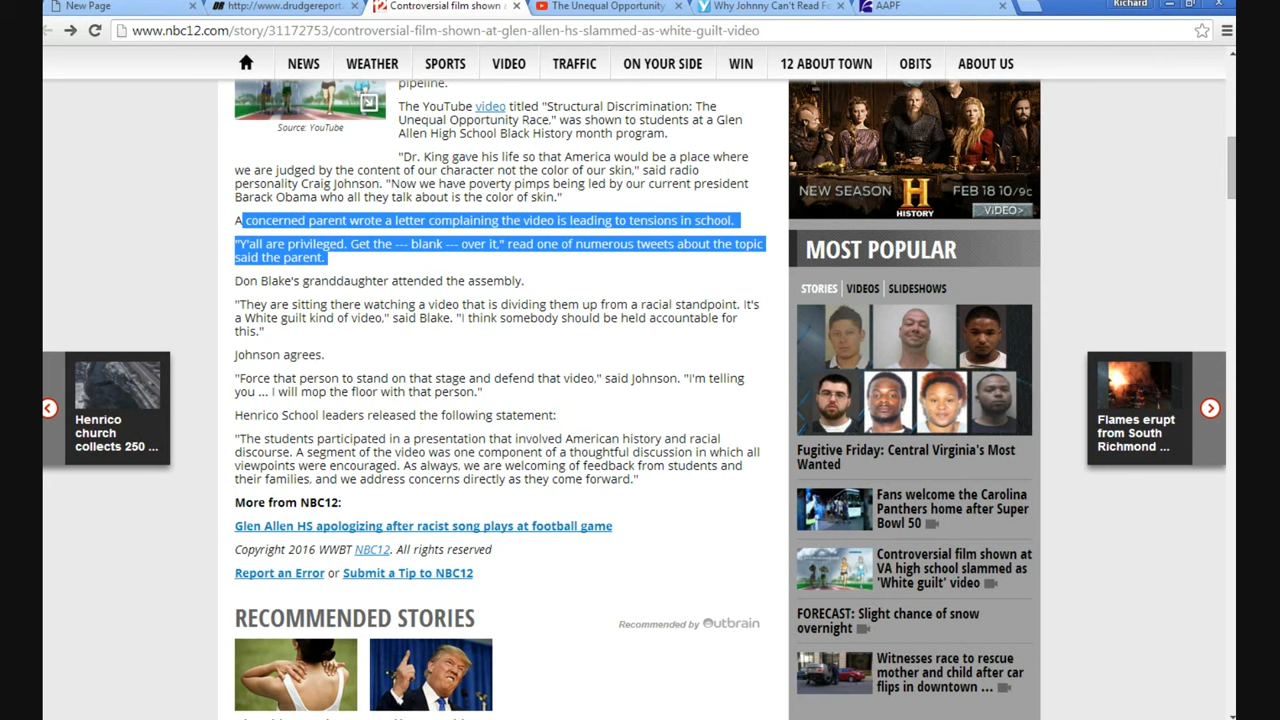 New Page
http://www.drudgereport.
Controversial film shown
The Unequal Opportunity
Why Johnny Can't Read Fo
AAPF
Richard
www.nbc12.com/story/31172753/controversial-film-shown-at-glen-allen-hs-slammed-as-white-guilt-video
NEWS
WEATHER
SPORTS
VIDEO
TRAFFIC
ON YOUR SIDE
WIN
12 ABOUT TOWN
OBITS
ABOUT US
Source: YouTube
pipeline.
The YouTube video titled "Structural Discrimination: The
Unequal Opportunity Race," was shown to students at a Glen
Allen High School Black History month program.
"Dr. King gave his life so that America would be a place where
we are judged by the content of our character not the color of our skin," said radio
personality Craig Johnson. "Now we have poverty pimps being led by our current president
Barack Obama who all they talk about is the color of skin."
A concerned parent wrote a letter complaining the video is leading to tensions in school.
"Y'all are privileged. Get the --- blank --- over it," read one of numerous tweets about the topic
said the parent.
Don Blake's granddaughter attended the assembly.
"They are sitting there watching a video that is dividing them up from a racial standpoint. It's
a White guilt kind of video," said Blake. "I think somebody should be held accountable for
this."
Johnson agrees.
"Force that person to stand on that stage and defend that video," said Johnson. "I'm telling
you ... I will mop the floor with that person."
Henrico School leaders released the following statement:
"The students participated in a presentation that involved American history and racial
discourse. A segment of the video was one component of a thoughtful discussion in which all
viewpoints were encouraged. As always, we are welcoming of feedback from students and
their families, and we address concerns directly as they come forward."
More from NBC12:
Glen Allen HS apologizing after racist song plays at football game
Copyright 2016 WWBT NBC12. All rights reserved
Report an Error or Submit a Tip to NBC12
RECOMMENDED STORIES
Recommended by Outbrain
Henrico
church
collects 250 ...
NEW SEASON
H
HISTORY
FEB 18 10/9c
VIDEO>
MOST POPULAR
STORIES
VIDEOS
SLIDESHOWS
Fugitive Friday: Central Virginia's Most
Wanted
Fans welcome the Carolina
Panthers home after Super
Bowl 50
Controversial film shown at
VA high school slammed as
'White guilt' video
FORECAST: Slight chance of snow
overnight
Witnesses race to rescue
mother and child after car
flips in downtown ...
Flames erupt
from South
Richmond ...